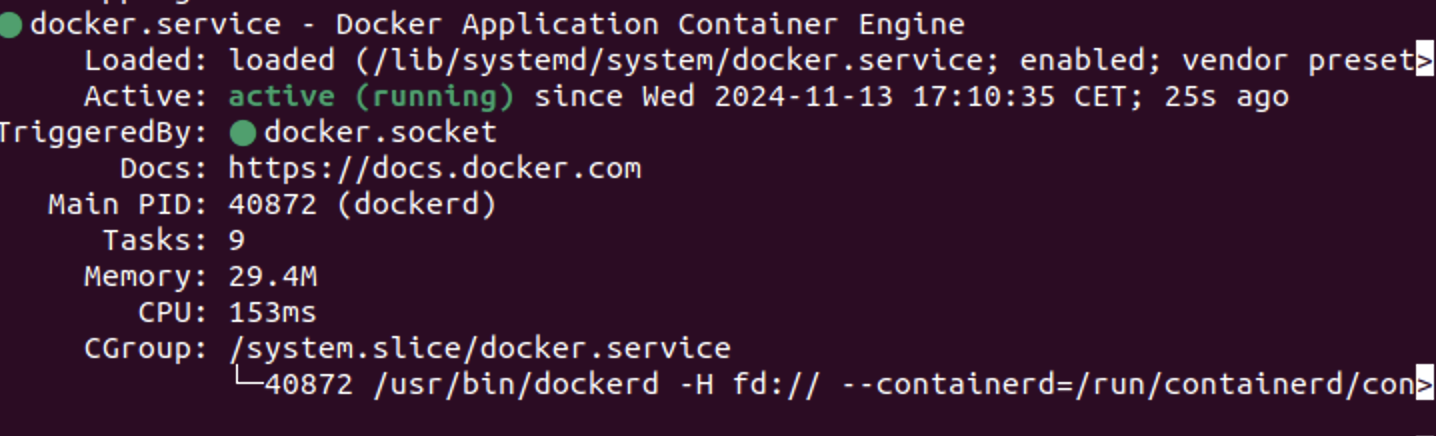 ● docker.service - Docker Application Container Engine
Loaded: loaded (/lib/systemd/system/docker.service; enabled; vendor preset>
Active: active (running) since Wed 2024-11-13 17:10:35 CET; 25s ago
TriggeredBy: ● docker.socket
Docs: https://docs.docker.com
Main PID: 40872 (dockerd)
Tasks: 9
Memory: 29.4M
CPU: 153ms
CGroup: /system.slice/docker.service
└─40872 /usr/bin/dockerd -H fd:// --containerd=/run/containerd/con>